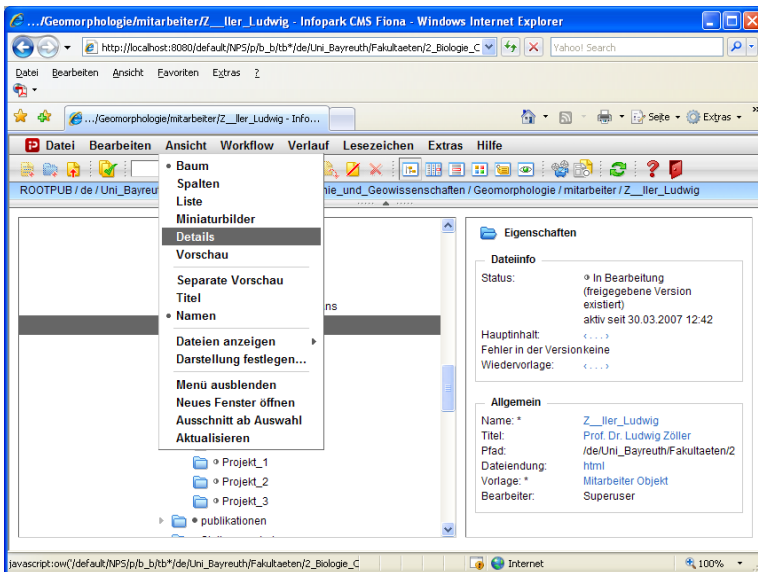 .../Geomorphologie/mitarbeiter/Z__ller_Ludwig - Infopark CMS Fiona - Windows Internet Explorer
http://localhost:8080/default/NPS/p/b_b/tb*/de/Uni_Bayreuth/Fakultaeten/2_Biologie_C
Yahoo! Search
Datei Bearbeiten Ansicht Favoriten Extras ?
.../Geomorphologie/mitarbeiter/Z__ller_Ludwig - Info...
Seite Extras »
Datei Bearbeiten Ansicht Workflow Verlauf Lesezeichen Extras Hilfe
ROOTPUB / de / Uni_Bayreu
nie_und_Geowissenschaften / Geomorphologie / mitarbeiter / Z__ller_Ludwig
Baum
Spalten
Liste
Miniaturbilder
Details
Vorschau
Separate Vorschau
Titel
Namen
Dateien anzeigen
Darstellung festlegen...
Menü ausblenden
Neues Fenster öffnen
Ausschnitt ab Auswahl
Aktualisieren
ns
Projekt_1
Projekt_2
Projekt_3
publikationen
Eigenschaften
Dateiinfo
Status: In Bearbeitung
(freigegebene Version
existiert)
aktiv seit 30.03.2007 12:42
Hauptinhalt: ‹ . . . ›
Fehler in der Version keine
Wiedervorlage: ‹ . . . ›
Allgemein
Name: * Z__ller_Ludwig
Titel: Prof. Dr. Ludwig Zöller
Pfad: /de/Uni_Bayreuth/Fakultaeten/2
Dateiendung: html
Vorlage: * Mitarbeiter Objekt
Bearbeiter: Superuser
javascript:ow('/default/NPS/p/b_b/tb*/de/Uni_Bayreuth/Fakultaeten/2_Biologie_C
Internet
100%